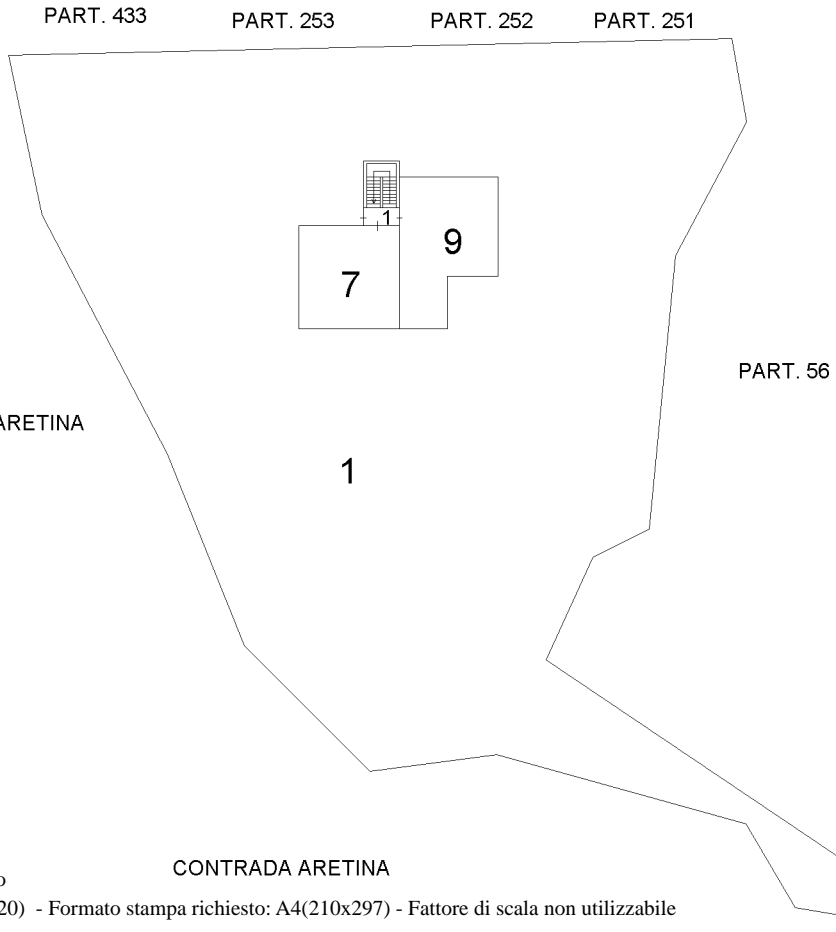 PART. 433 PART. 253 PART. 252 PART. 251
1
9
7
PART. 56
ARETINA
1
CONTRADA ARETINA
o
20) - Formato stampa richiesto: A4(210x297) - Fattore di scala non utilizzabile